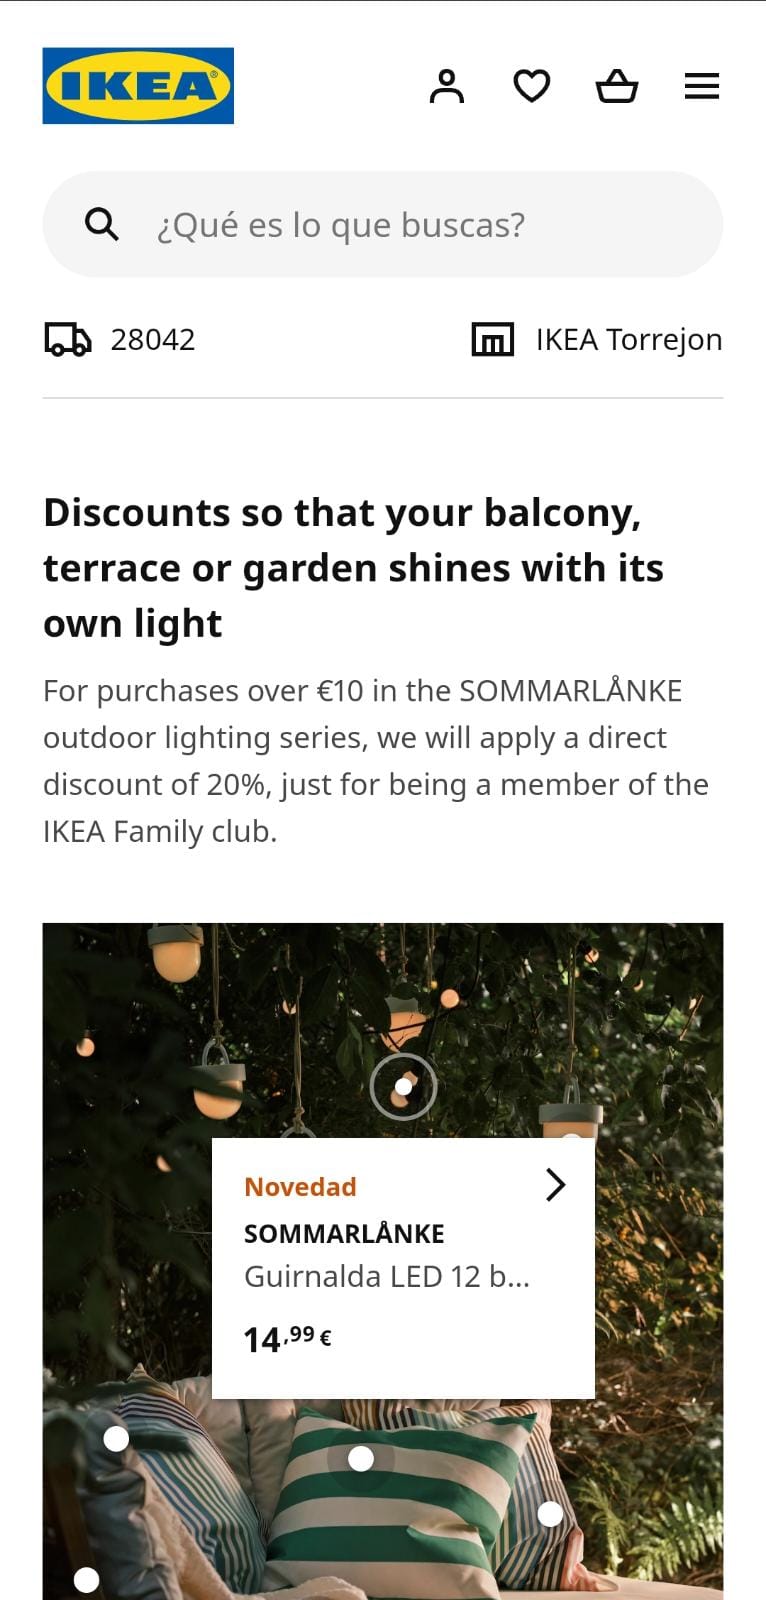 IKEA®
¿Qué es lo que buscas?
28042
IKEA Torrejon
Discounts so that your balcony,
terrace or garden shines with its
own light
For purchases over €10 in the SOMMARLÅNKE
outdoor lighting series, we will apply a direct
discount of 20%, just for being a member of the
IKEA Family club.
Novedad
SOMMARLÅNKE
Guirnalda LED 12 b...
14,99 €